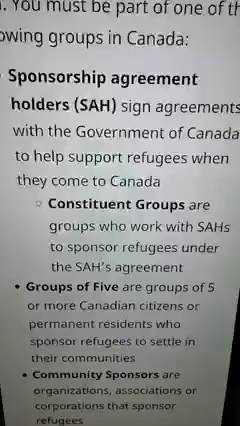 . You must be part of one of th
owing groups in Canada:
Sponsorship agreement
holders (SAH) sign agreements
with the Government of Canada
to help support refugees when
they come to Canada
○ Constituent Groups are
groups who work with SAHs
to sponsor refugees under
the SAH's agreement
• Groups of Five are groups of 5
or more Canadian citizens or
permanent residents who
sponsor refugees to settle in
their communities
• Community Sponsors are
organizations, associations or
corporations that sponsor
refugees